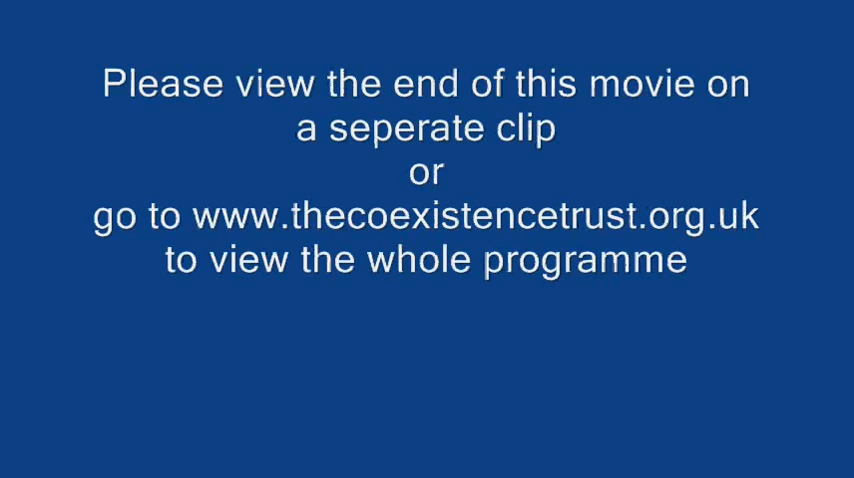 Please view the end of this movie on
a seperate clip
or
go to www.thecoexistencetrust.org.uk
to view the whole programme